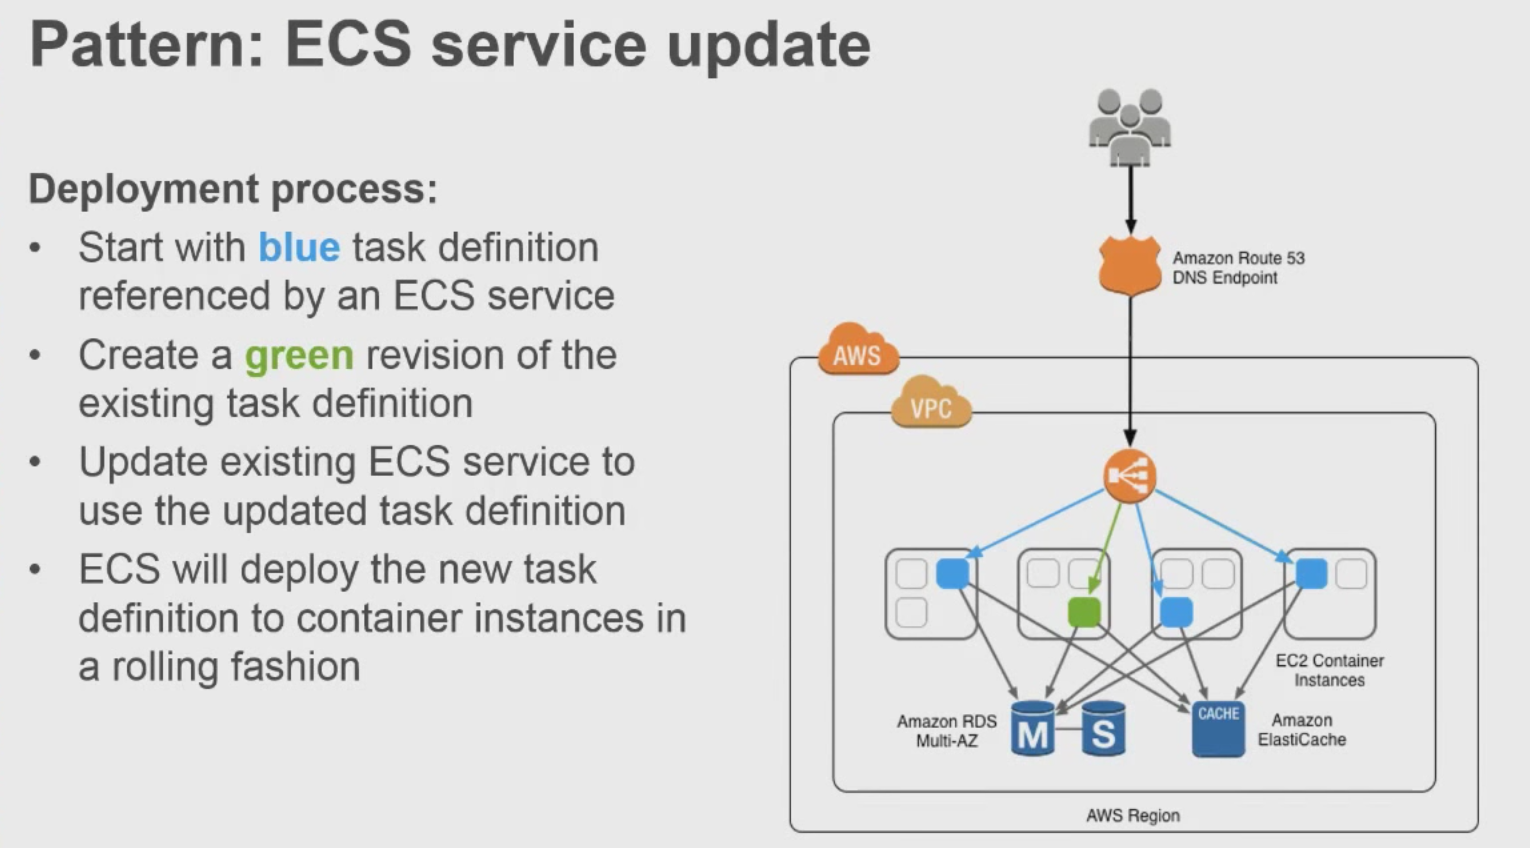 Pattern: ECS service update
Deployment process:
• Start with blue task definition
referenced by an ECS service
• Create a green revision of the
existing task definition
• Update existing ECS service to
use the updated task definition
• ECS will deploy the new task
definition to container instances in
a rolling fashion
Amazon Route 53
DNS Endpoint
AWS
VPC
EC2 Container
Instances
Amazon RDS
Multi-AZ
M
S
CACHE
Amazon
ElastiCache
AWS Region